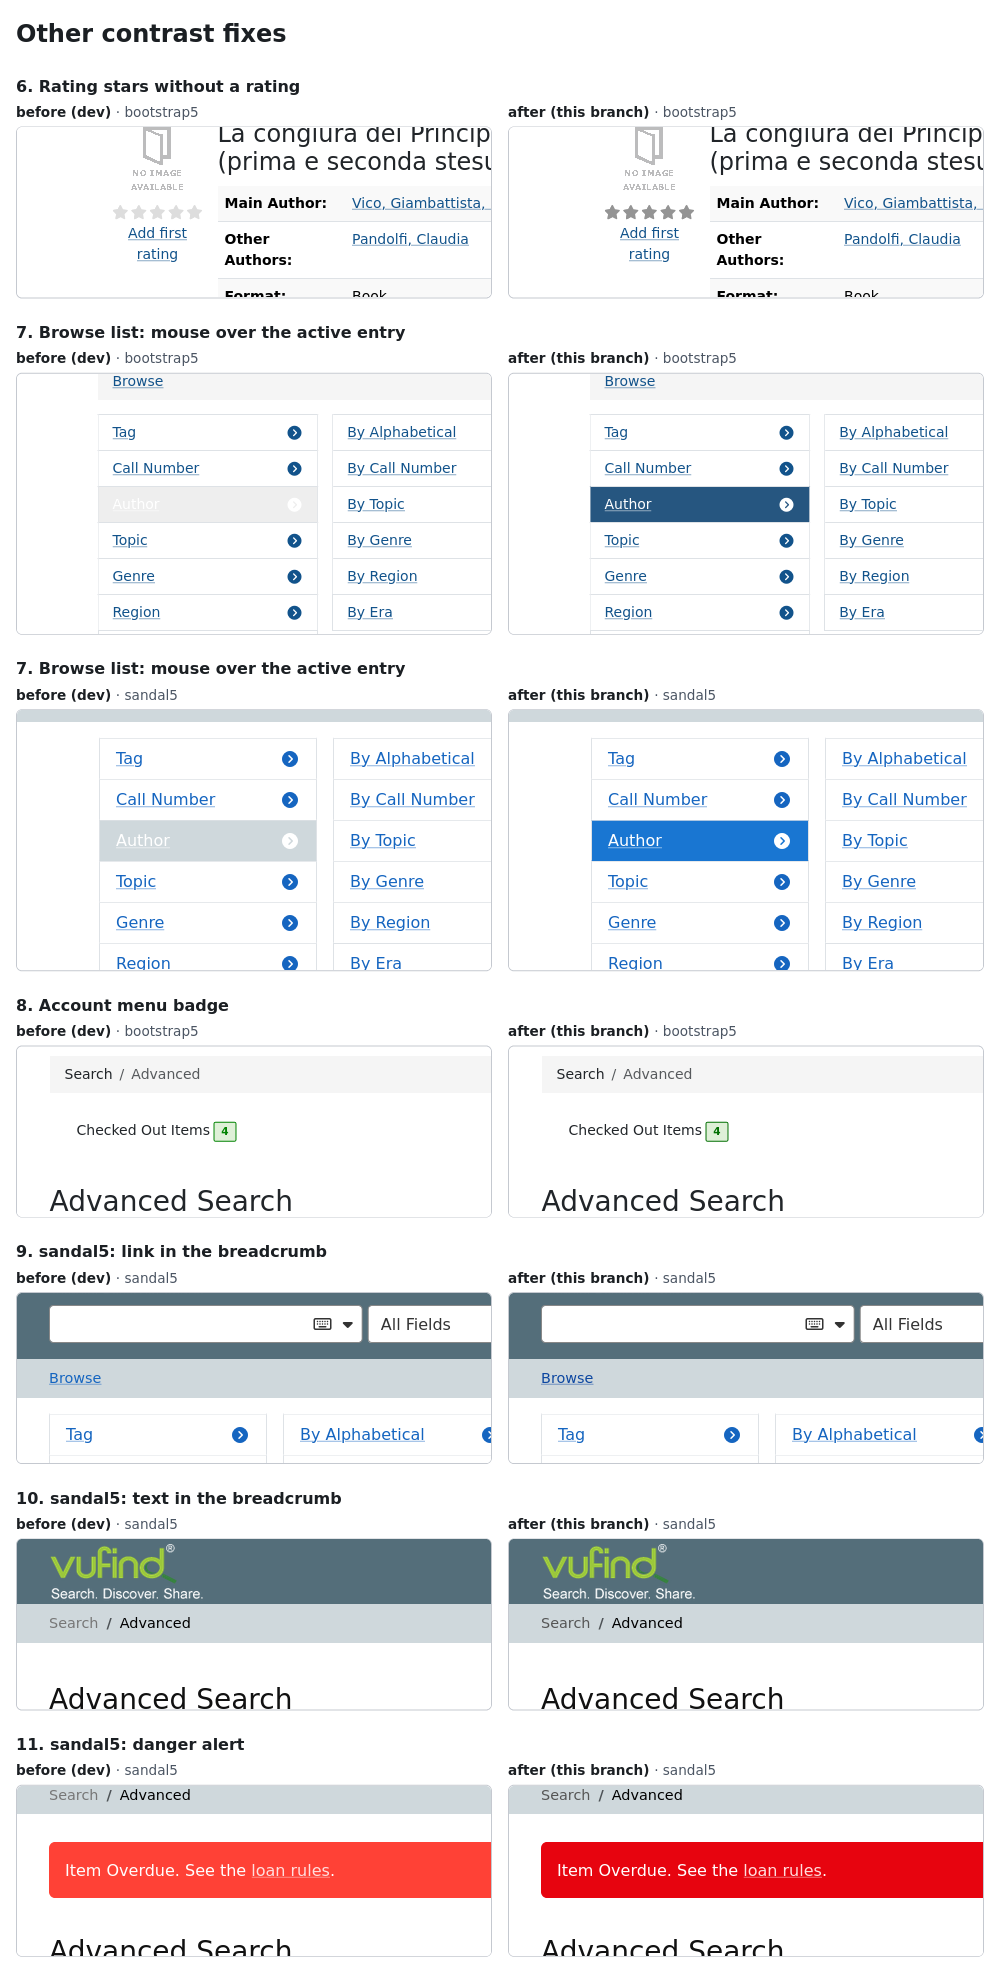 Other contrast fixes
6. Rating stars without a rating
before (dev) · bootstrap5
NO IMAGE
AVAILABLE
La congiura dei Princip
(prima e seconda stesu
Add first
rating
Main Author: Vico, Giambattista,
Other
Authors: Pandolfi, Claudia
Format: Book
after (this branch) · bootstrap5
NO IMAGE
AVAILABLE
La congiura dei Princip
(prima e seconda stesu
Add first
rating
Main Author: Vico, Giambattista,
Other
Authors: Pandolfi, Claudia
Format: Book
7. Browse list: mouse over the active entry
before (dev) · bootstrap5
Browse
Tag By Alphabetical
Call Number By Call Number
Author By Topic
Topic By Genre
Genre By Region
Region By Era
after (this branch) · bootstrap5
Browse
Tag By Alphabetical
Call Number By Call Number
Author By Topic
Topic By Genre
Genre By Region
Region By Era
7. Browse list: mouse over the active entry
before (dev) · sandal5
Tag By Alphabetical
Call Number By Call Number
Author By Topic
Topic By Genre
Genre By Region
Region By Era
after (this branch) · sandal5
Tag By Alphabetical
Call Number By Call Number
Author By Topic
Topic By Genre
Genre By Region
Region By Era
8. Account menu badge
before (dev) · bootstrap5
Search / Advanced
Checked Out Items 4
Advanced Search
after (this branch) · bootstrap5
Search / Advanced
Checked Out Items 4
Advanced Search
9. sandal5: link in the breadcrumb
before (dev) · sandal5
All Fields
Browse
Tag By Alphabetical
after (this branch) · sandal5
All Fields
Browse
Tag By Alphabetical
10. sandal5: text in the breadcrumb
before (dev) · sandal5
vufind®
Search. Discover. Share.
Search / Advanced
Advanced Search
after (this branch) · sandal5
vufind®
Search. Discover. Share.
Search / Advanced
Advanced Search
11. sandal5: danger alert
before (dev) · sandal5
Search / Advanced
Item Overdue. See the loan rules.
Advanced Search
after (this branch) · sandal5
Search / Advanced
Item Overdue. See the loan rules.
Advanced Search